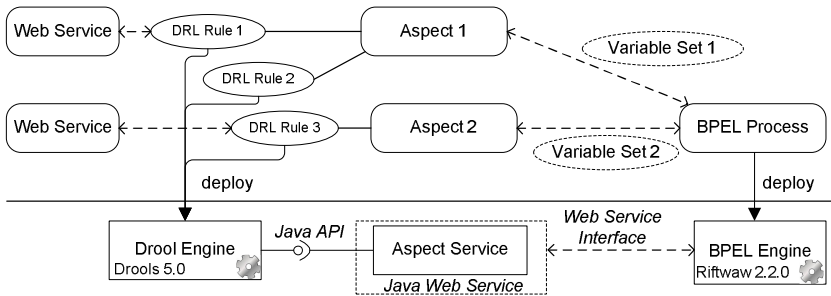 Web Service
DRL Rule 1
Aspect 1
Variable Set 1
DRL Rule 2
Web Service
DRL Rule 3
Aspect 2
Variable Set 2
BPEL Process
deploy
deploy
Drool Engine
Drools 5.0
Java API
Aspect Service
Java Web Service
Web Service
Interface
BPEL Engine
Riftwaw 2.2.0